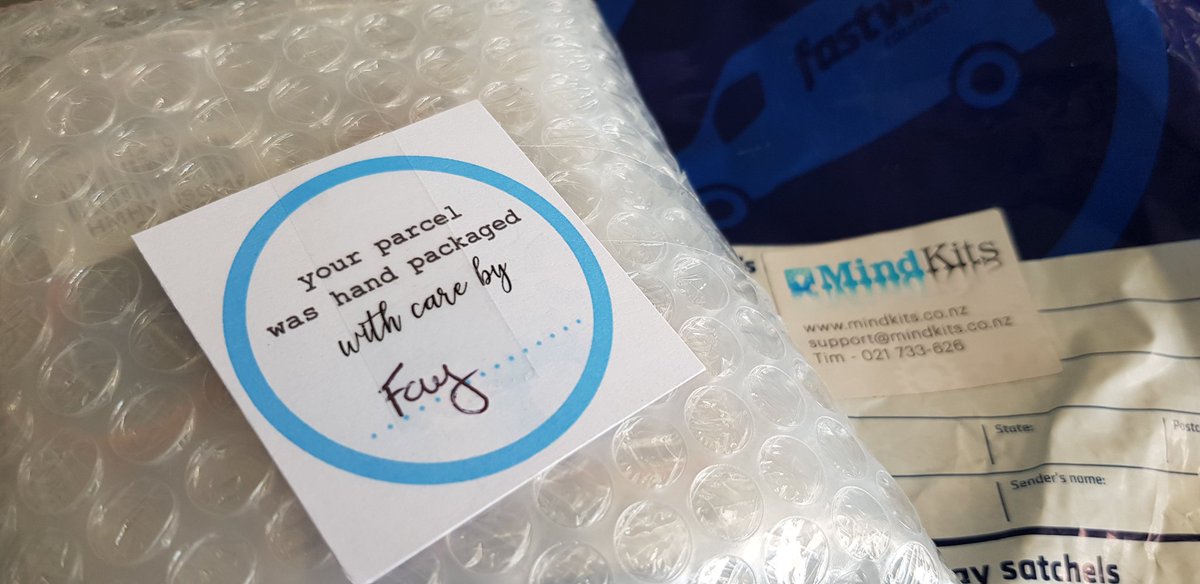 your parcel
was hand packaged
with care by
Fay
MindKits
www.mindkits.co.nz
support@mindkits.co.nz
Tim - 021 733-626
State:
Sender's name:
satchels